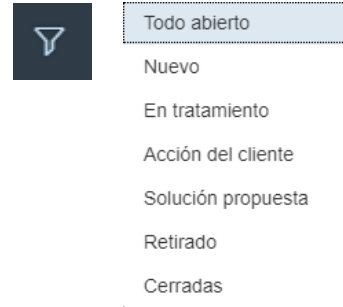 Todo abierto
Nuevo
En tratamiento
Acción del cliente
Solución propuesta
Retirado
Cerradas